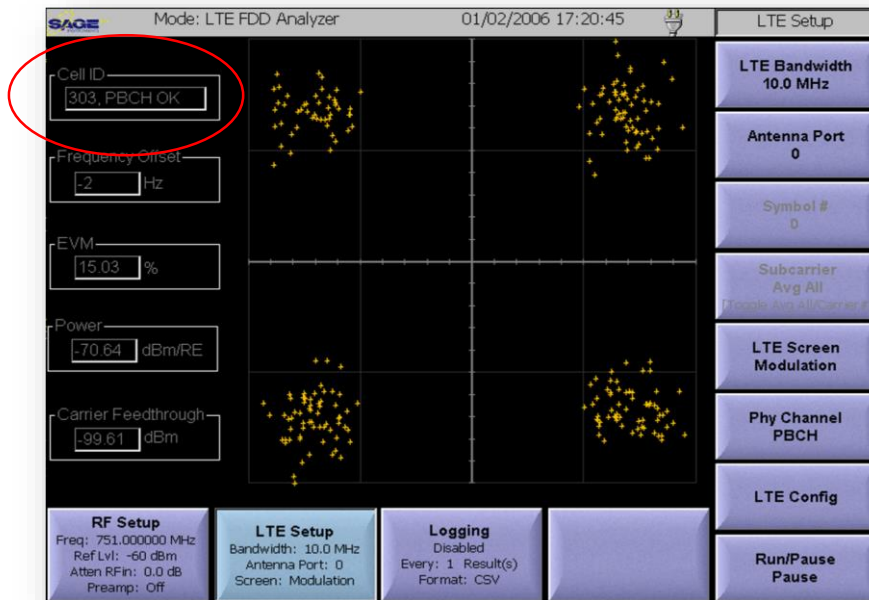 SAGE
Mode: LTE FDD Analyzer
01/02/2006 17:20:45
LTE Setup
Cell ID
303, PBCH OK
Frequency Offset
-2 Hz
EVM
15.03 %
Power
-70.64 dBm/RE
Carrier Feedthrough
-99.61 dBm
LTE Bandwidth
10.0 MHz
Antenna Port
0
Symbol #
0
Subcarrier
Avg All
[Toggle Avg All/Carrier #
LTE Screen
Modulation
Phy Channel
PBCH
LTE Config
Run/Pause
Pause
RF Setup
Freq: 751.000000 MHz
Ref Lvl: -60 dBm
Atten RFin: 0.0 dB
Preamp: Off
LTE Setup
Bandwidth: 10.0 MHz
Antenna Port: 0
Screen: Modulation
Logging
Disabled
Every: 1 Result(s)
Format: CSV